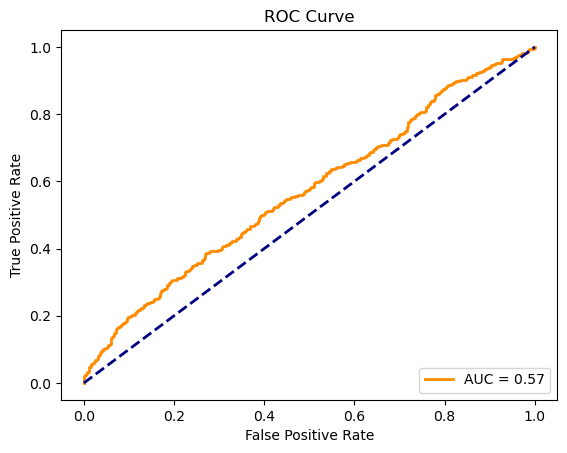 ROC Curve
True Positive Rate
1.0
0.8
0.6
0.4
0.2
0.0
AUC = 0.57
0.0 0.2 0.4 0.6 0.8 1.0
False Positive Rate